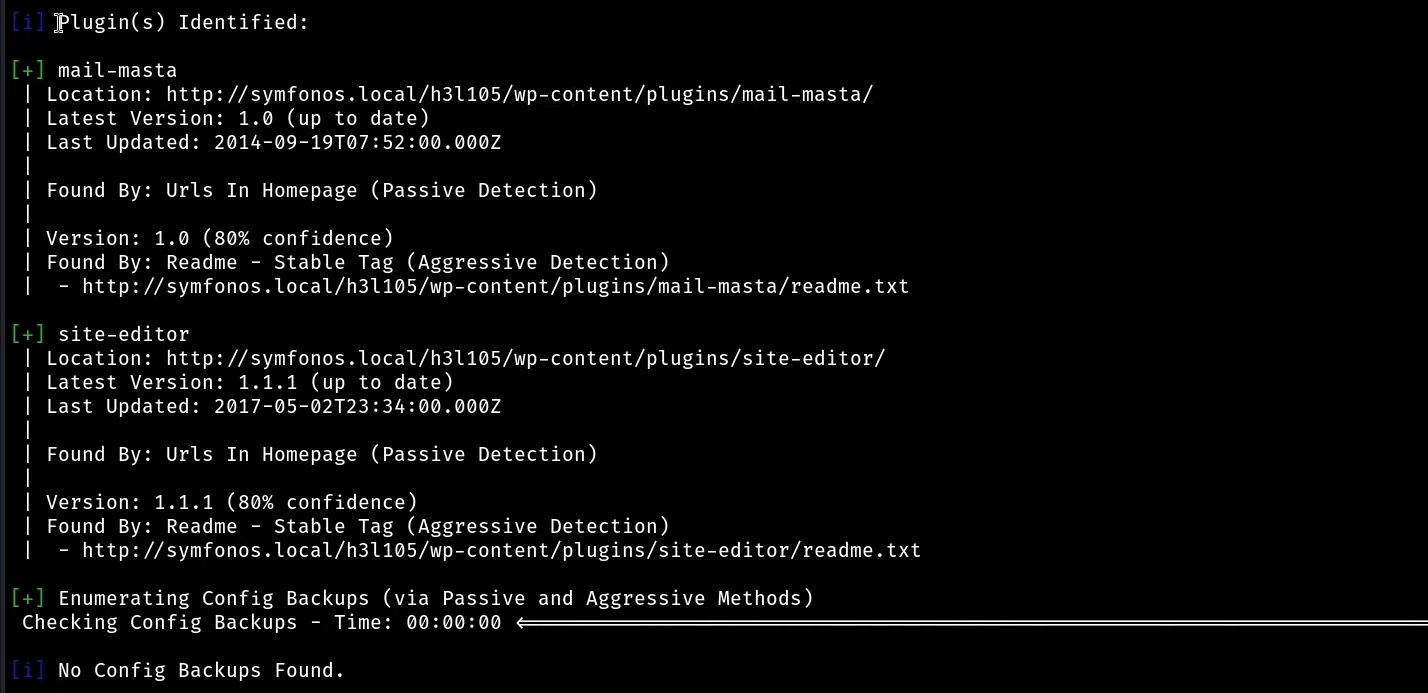 [i] Plugin(s) Identified:

[+] mail-masta
 | Location: http://symfonos.local/h3l105/wp-content/plugins/mail-masta/
 | Latest Version: 1.0 (up to date)
 | Last Updated: 2014-09-19T07:52:00.000Z
 |
 | Found By: Urls In Homepage (Passive Detection)
 |
 | Version: 1.0 (80% confidence)
 | Found By: Readme - Stable Tag (Aggressive Detection)
 |  - http://symfonos.local/h3l105/wp-content/plugins/mail-masta/readme.txt

[+] site-editor
 | Location: http://symfonos.local/h3l105/wp-content/plugins/site-editor/
 | Latest Version: 1.1.1 (up to date)
 | Last Updated: 2017-05-02T23:34:00.000Z
 |
 | Found By: Urls In Homepage (Passive Detection)
 |
 | Version: 1.1.1 (80% confidence)
 | Found By: Readme - Stable Tag (Aggressive Detection)
 |  - http://symfonos.local/h3l105/wp-content/plugins/site-editor/readme.txt

[+] Enumerating Config Backups (via Passive and Aggressive Methods)
 Checking Config Backups - Time: 00:00:00 <==============================

[i] No Config Backups Found.